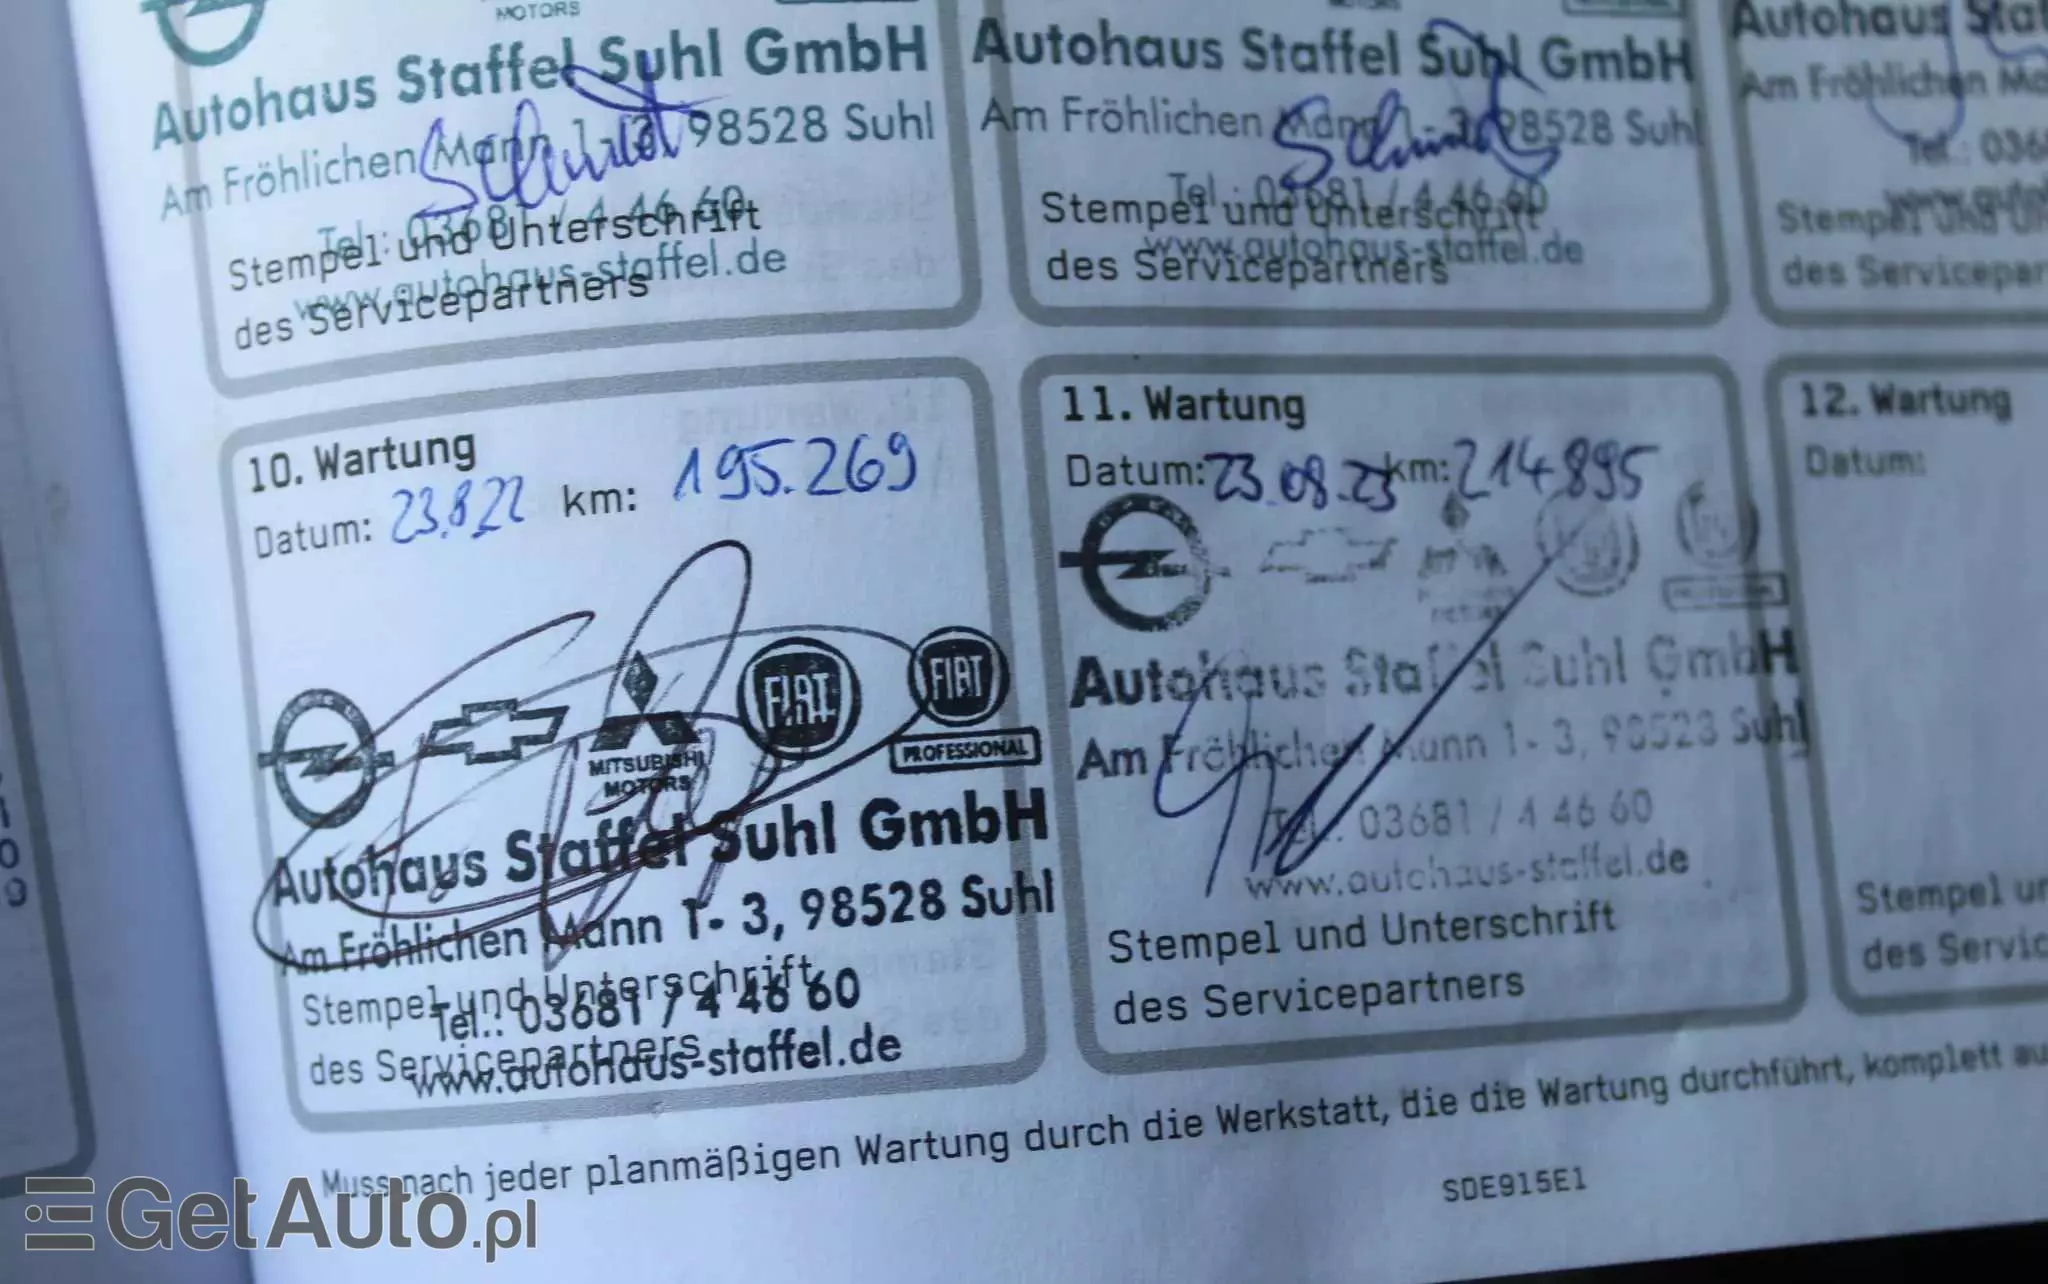 MOTORS
Autohaus Staffel Suhl GmbH
Am Fröhlichen Mann 1-3, 98528 Suhl
Tel.: 03681 / 4 46 60
www.autohaus-staffel.de
Stempel und Unterschrift
des Servicepartners
Autohaus Staffel Suhl GmbH
Am Fröhlichen Mann 1-3, 98528 Suhl
Tel.: 03681 / 4 46 60
www.autohaus-staffel.de
Stempel und Unterschrift
des Servicepartners
Autohaus
Am Fröhlichen
Tel.:
Stempel und
des
10. Wartung
Datum: 23.8.22 km: 195.269
MITSUBISHI
MOTORS
FIAT
FIAT
PROFESSIONAL
Autohaus Staffel Suhl GmbH
Am Fröhlichen Mann 1-3, 98528 Suhl
Tel.: 03681 / 4 46 60
www.autohaus-staffel.de
Stempel und Unterschrift
des Servicepartners
11. Wartung
Datum: 23.08.23 km: 214895
Autohaus Staffel Suhl GmbH
Am Fröhlichen Mann 1-3, 98528 Suhl
Tel.: 03681 / 4 46 60
www.autohaus-staffel.de
Stempel und Unterschrift
des Servicepartners
12. Wartung
Datum:
Stempel
des
Muss nach jeder planmäßigen Wartung durch die Werkstatt, die die Wartung durchführt, komplett
SDE915E1
GetAuto.pl